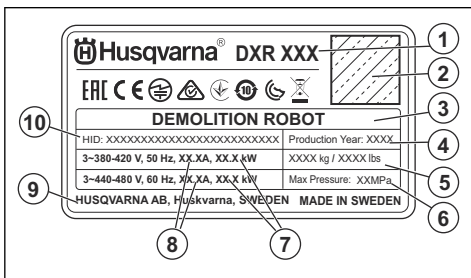 Husqvarna® DXR XXX
EAC CE 10
DEMOLITION ROBOT
HID: XXXXXXXXXXXXXXXXXXXXXXXXX Production Year: XXXX
3~380-420 V, 50 Hz, XX.XA, XX.X kW XXXX kg / XXXX lbs
3~440-480 V, 60 Hz, XX.XA, XX.X kW Max Pressure: XXMPa
HUSQVARNA AB, Huskvarna, SWEDEN MADE IN SWEDEN
1
2
3
4
5
6
7
8
9
10